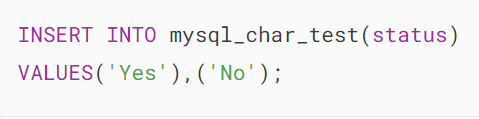 INSERT INTO mysql_char_test(status)
VALUES('Yes'),('No');